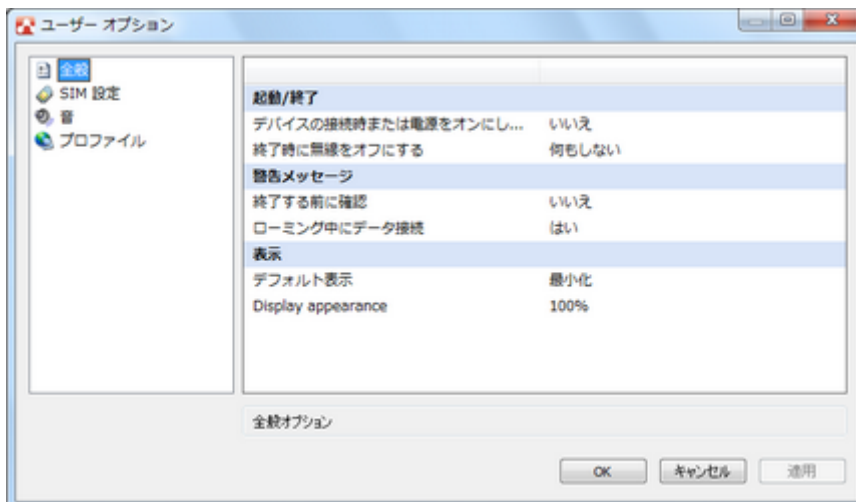 ユーザー オプション
全般
SIM 設定
音
プロファイル
起動/終了
デバイスの接続時または電源をオンにし... いいえ
終了時に無線をオフにする 何もしない
警告メッセージ
終了する前に確認 いいえ
ローミング中にデータ接続 はい
表示
デフォルト表示 最小化
Display appearance 100%
全般オプション
OK キャンセル 適用